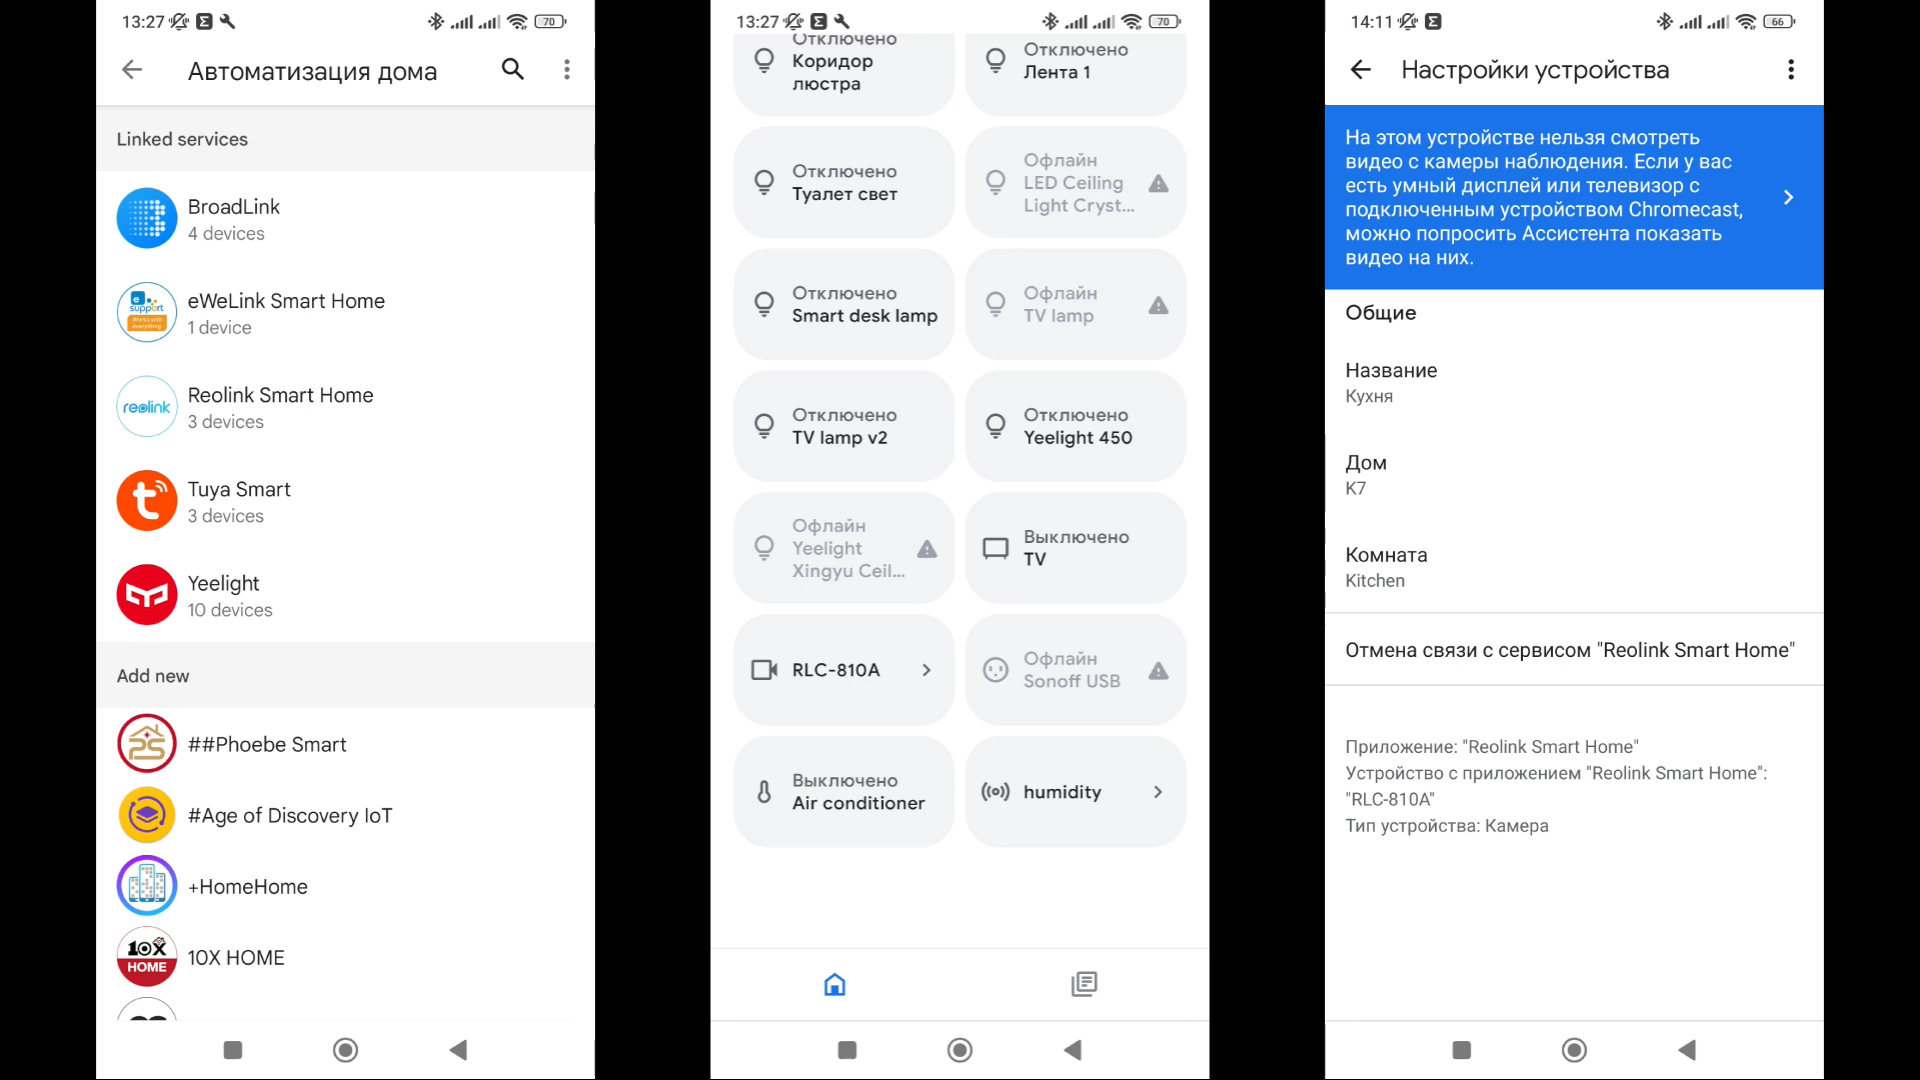 13:27
70
Автоматизация дома
Linked services
BroadLink
4 devices
e
support
Works with
everything
eWeLink Smart Home
1 device
reolink
Reolink Smart Home
3 devices
Tuya Smart
3 devices
Yeelight
10 devices
Add new
##Phoebe Smart
#Age of Discovery IoT
+HomeHome
10X
HOME
10X HOME
13:27
70
Отключено
Коридор
люстра
Отключено
Лента 1
Отключено
Туалет свет
Офлайн
LED Ceiling
Light Cryst...
Отключено
Smart desk lamp
Офлайн
TV lamp
Отключено
TV lamp v2
Отключено
Yeelight 450
Офлайн
Yeelight
Xingyu Ceil...
Выключено
TV
RLC-810A
Офлайн
Sonoff USB
Выключено
Air conditioner
humidity
14:11
66
Настройки устройства
На этом устройстве нельзя смотреть
видео с камеры наблюдения. Если у вас
есть умный дисплей или телевизор с
подключенным устройством Chromecast,
можно попросить Ассистента показать
видео на них.
Общие
Название
Кухня
Дом
K7
Комната
Kitchen
Отмена связи с сервисом "Reolink Smart Home"
Приложение: "Reolink Smart Home"
Устройство с приложением "Reolink Smart Home":
"RLC-810A"
Тип устройства: Камера